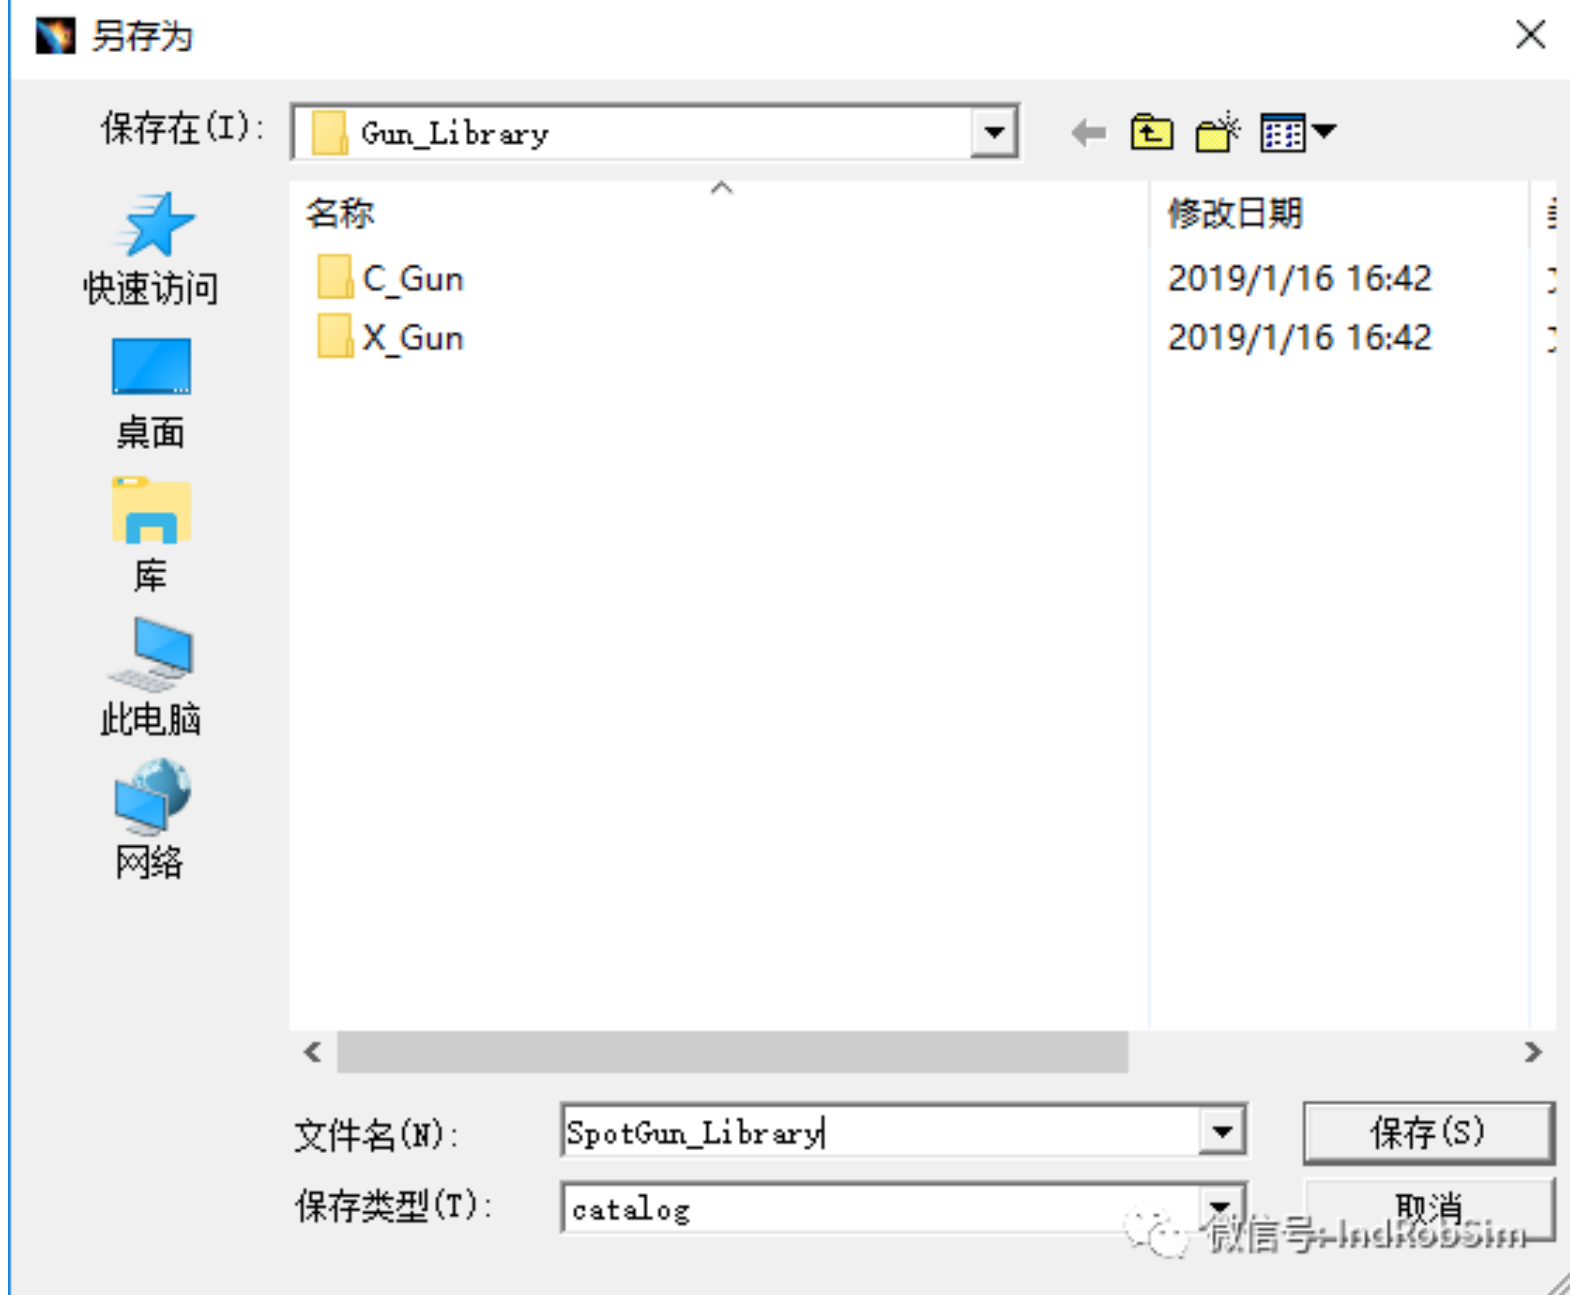 另存为
保存在(I): Gun_Library
快速访问
桌面
库
此电脑
网络
名称 修改日期
C_Gun 2019/1/16 16:42
X_Gun 2019/1/16 16:42
文件名(N): SpotGun_Library 保存(S)
保存类型(T): catalog 取消
微信号: IndRobSim